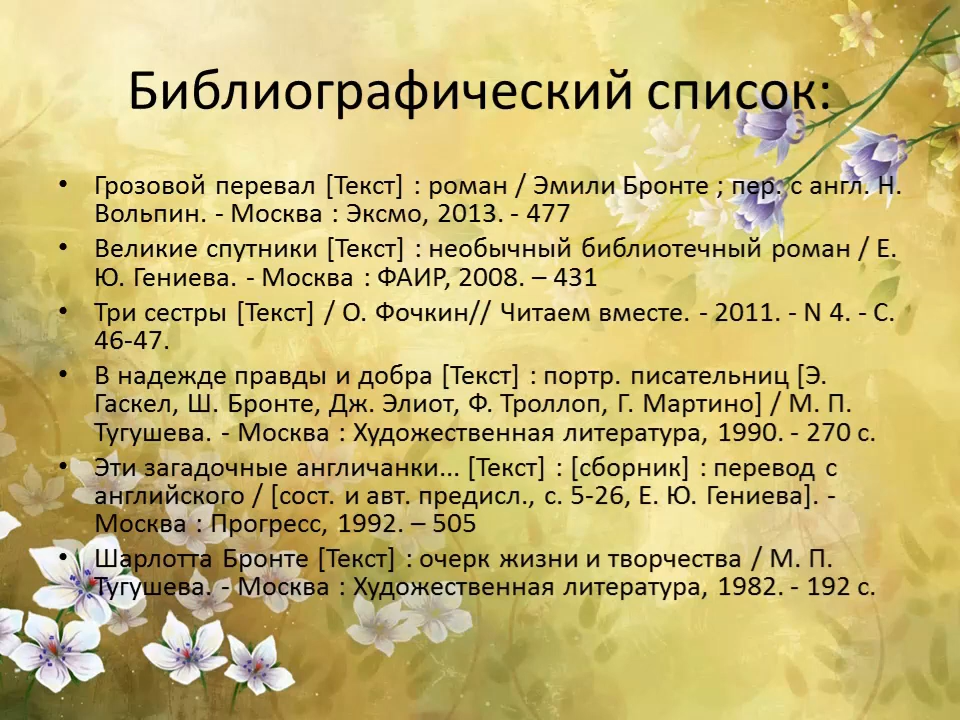 Библиографический список:
• Грозовой перевал [Текст] : роман / Эмили Бронте ; пер. с англ. Н.
Вольпин. - Москва : Эксмо, 2013. - 477
• Великие спутники [Текст] : необычный библиотечный роман / Е.
Ю. Гениева. - Москва : ФАИР, 2008. – 431
• Три сестры [Текст] / О. Фочкин// Читаем вместе. - 2011. - N 4. - С.
46-47.
• В надежде правды и добра [Текст] : портр. писательниц [Э.
Гаскел, Ш. Бронте, Дж. Элиот, Ф. Троллоп, Г. Мартино] / М. П.
Тугушева. - Москва : Художественная литература, 1990. - 270 с.
• Эти загадочные англичанки... [Текст] : [сборник] : перевод с
английского / [сост. и авт. предисл., с. 5-26, Е. Ю. Гениева]. -
Москва : Прогресс, 1992. – 505
• Шарлотта Бронте [Текст] : очерк жизни и творчества / М. П.
Тугушева. - Москва : Художественная литература, 1982. - 192 с.